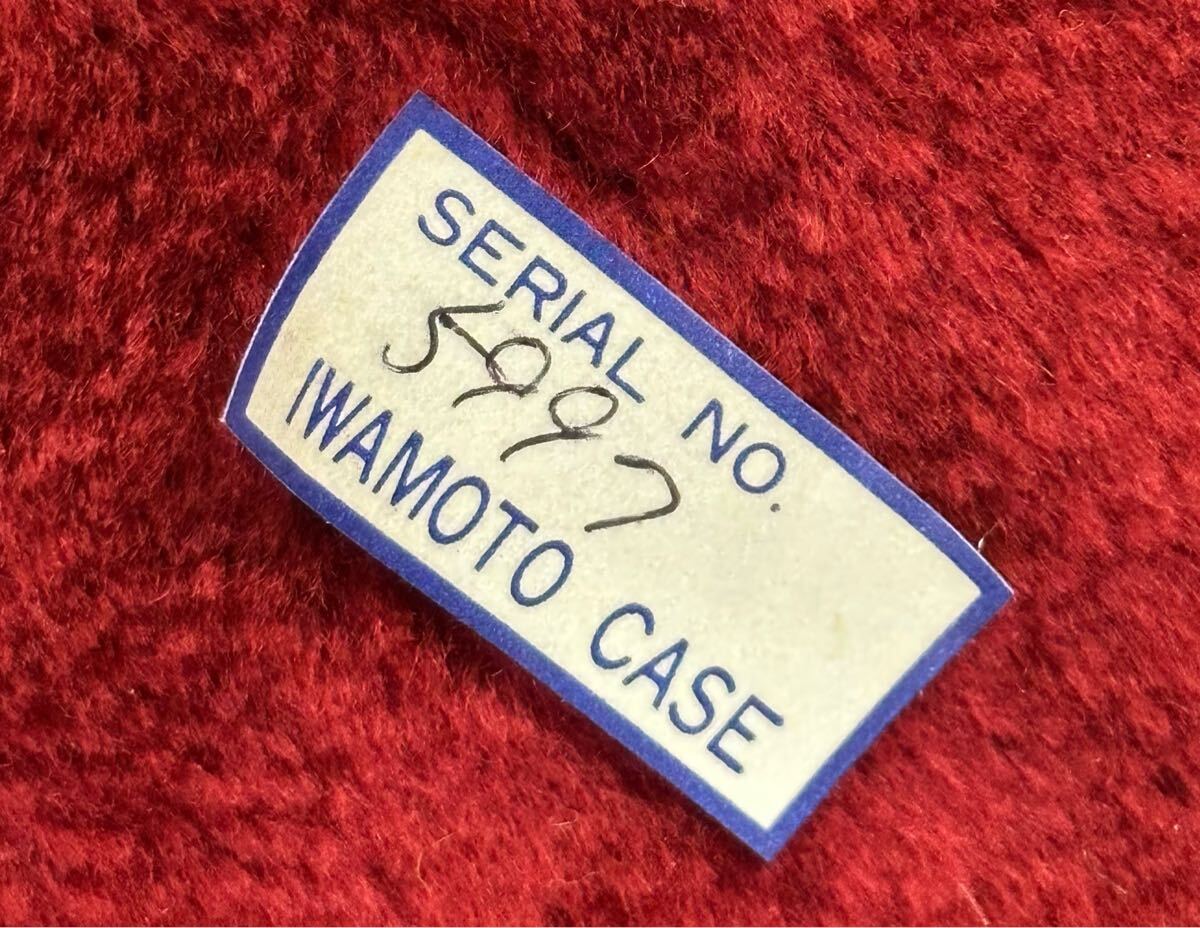 SERIAL NO.
5997
IWAMOTO CASE